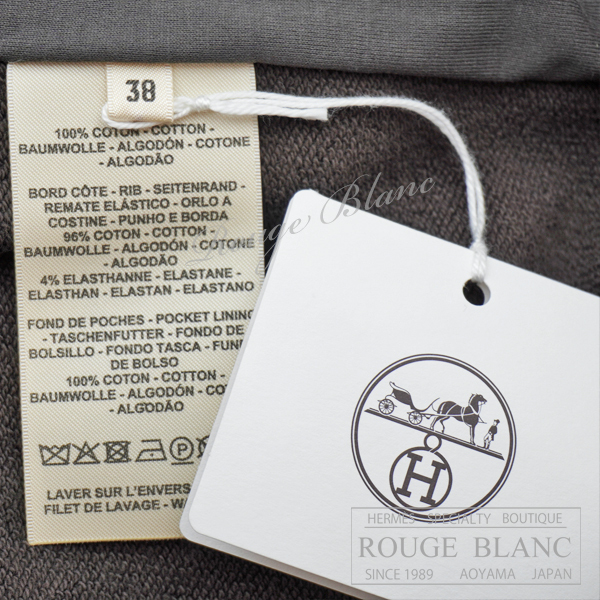 38
100% COTON - COTTON -
BAUMWOLLE - ALGODÓN - COTONE
- ALGODÃO
BORD CÔTE - RIB - SEITENRAND -
REMATE ELÁSTICO - ORLO A
COSTINE - PUNHO E BORDA
96% COTON - COTTON -
BAUMWOLLE - ALGODÓN - COTONE -
ALGODÃO
4% ELASTHANNE - ELASTANE -
ELASTHAN - ELASTAN - ELASTANO
FOND DE POCHES - POCKET LINING
- TASCHENFUTTER - FONDO DE
BOLSILLO - FONDO TASCA -
DE BOLSO
100% COTON - COTTON -
BAUMWOLLE - ALGODÓN - COTONE
- ALGODÃO
LAVER SUR L'ENVERS
FILET DE LAVAGE -
Rouge Blanc
H
HERMES SPECIALTY BOUTIQUE
ROUGE BLANC
SINCE 1989 AOYAMA JAPAN